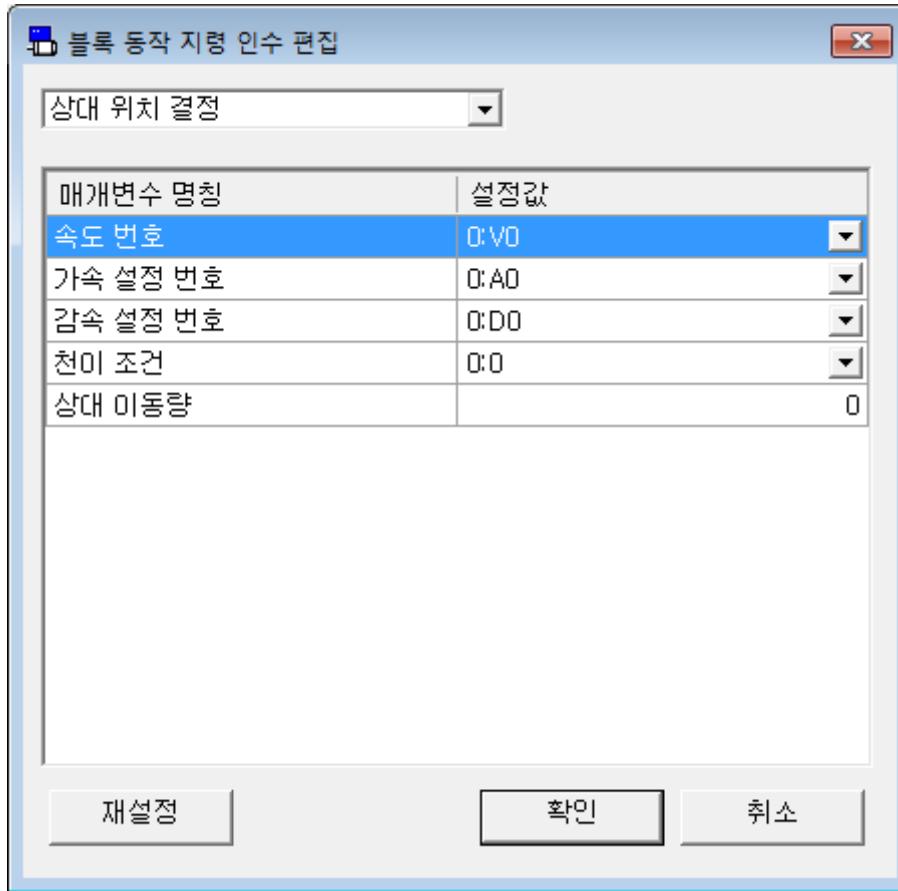 블록 동작 지령 인수 편집
상대 위치 결정
매개변수 명칭 설정값
속도 번호 0:V0
가속 설정 번호 0:A0
감속 설정 번호 0:D0
천이 조건 0:0
상대 이동량 0
재설정 확인 취소